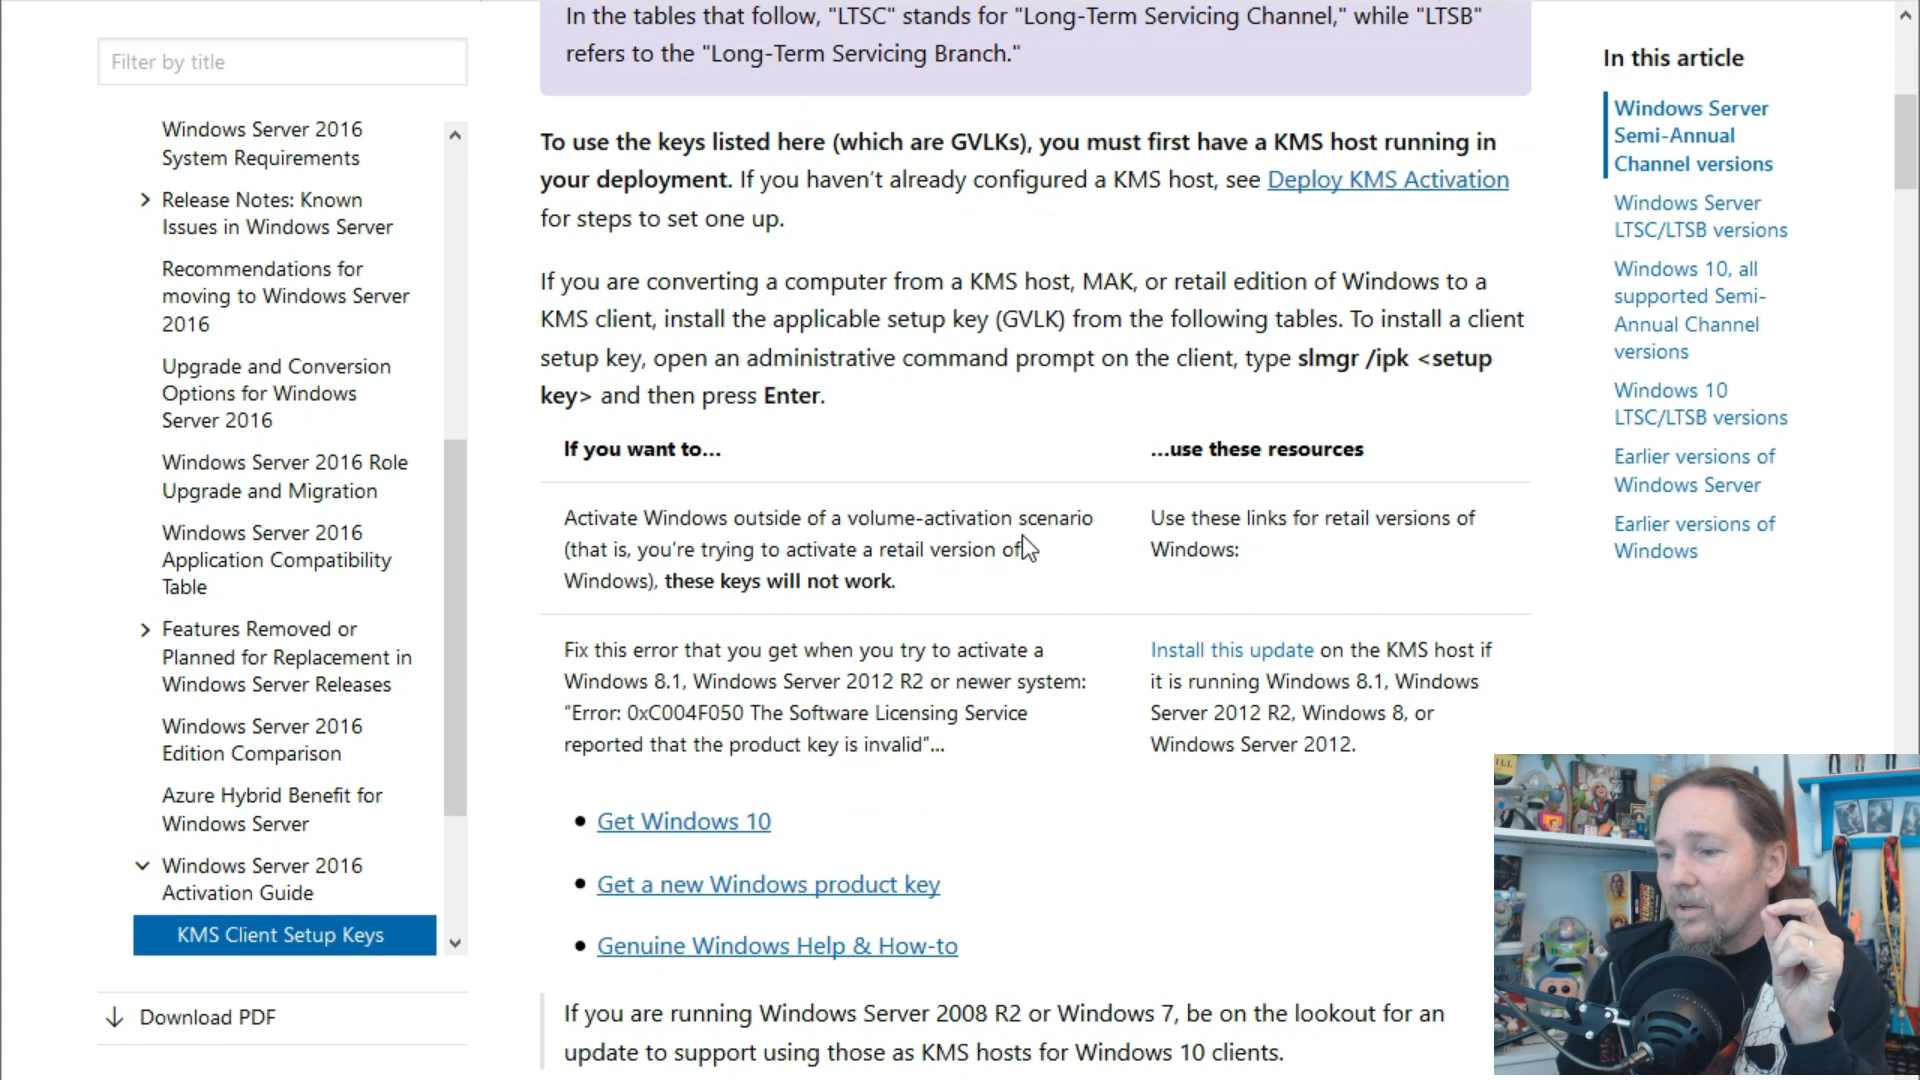 In the tables that follow, "LTSC" stands for "Long-Term Servicing Channel," while "LTSB"
refers to the "Long-Term Servicing Branch."
Filter by title
Windows Server 2016
System Requirements
Release Notes: Known
Issues in Windows Server
Recommendations for
moving to Windows Server
2016
Upgrade and Conversion
Options for Windows
Server 2016
Windows Server 2016 Role
Upgrade and Migration
Windows Server 2016
Application Compatibility
Table
Features Removed or
Planned for Replacement in
Windows Server Releases
Windows Server 2016
Edition Comparison
Azure Hybrid Benefit for
Windows Server
Windows Server 2016
Activation Guide
KMS Client Setup Keys
Download PDF
To use the keys listed here (which are GVLKs), you must first have a KMS host running in
your deployment. If you haven't already configured a KMS host, see Deploy KMS Activation
for steps to set one up.
If you are converting a computer from a KMS host, MAK, or retail edition of Windows to a
KMS client, install the applicable setup key (GVLK) from the following tables. To install a client
setup key, open an administrative command prompt on the client, type slmgr /ipk <setup
key> and then press Enter.
If you want to… …use these resources
Activate Windows outside of a volume-activation scenario
(that is, you're trying to activate a retail version of
Windows), these keys will not work.
Use these links for retail versions of
Windows:
Fix this error that you get when you try to activate a
Windows 8.1, Windows Server 2012 R2 or newer system:
“Error: 0xC004F050 The Software Licensing Service
reported that the product key is invalid”…
Install this update on the KMS host if
it is running Windows 8.1, Windows
Server 2012 R2, Windows 8, or
Windows Server 2012.
Get Windows 10
Get a new Windows product key
Genuine Windows Help & How-to
If you are running Windows Server 2008 R2 or Windows 7, be on the lookout for an
update to support using those as KMS hosts for Windows 10 clients.
In this article
Windows Server
Semi-Annual
Channel versions
Windows Server
LTSC/LTSB versions
Windows 10, all
supported Semi-
Annual Channel
versions
Windows 10
LTSC/LTSB versions
Earlier versions of
Windows Server
Earlier versions of
Windows